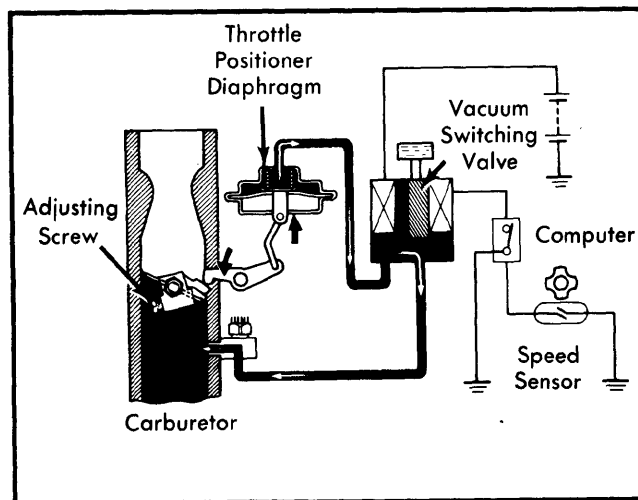 Throttle
Positioner
Diaphragm
Vacuum
Switching
Valve
Adjusting
Screw
Computer
Speed
Sensor
Carburetor